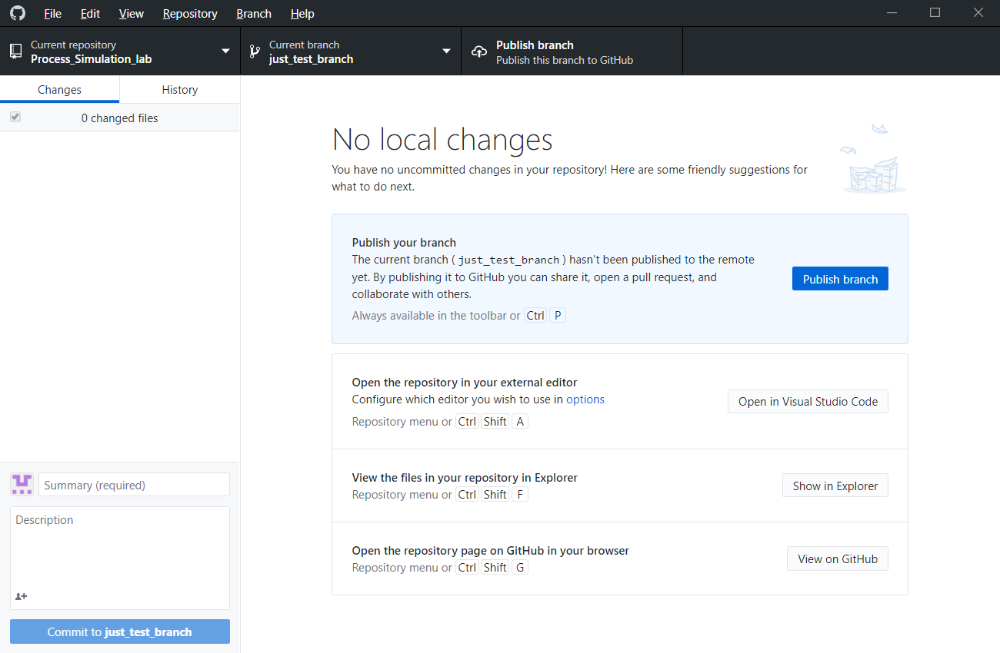 File Edit View Repository Branch Help
Current repository
Process_Simulation_lab
Current branch
just_test_branch
Publish branch
Publish this branch to GitHub
Changes
History
0 changed files
No local changes
You have no uncommitted changes in your repository! Here are some friendly suggestions for
what to do next.
Publish your branch
The current branch ( just_test_branch ) hasn't been published to the remote
yet. By publishing it to GitHub you can share it, open a pull request, and
collaborate with others.
Always available in the toolbar or Ctrl P
Publish branch
Open the repository in your external editor
Configure which editor you wish to use in options
Repository menu or Ctrl Shift A
Open in Visual Studio Code
View the files in your repository in Explorer
Repository menu or Ctrl Shift F
Show in Explorer
Open the repository page on GitHub in your browser
Repository menu or Ctrl Shift G
View on GitHub
Summary (required)
Description
Commit to just_test_branch